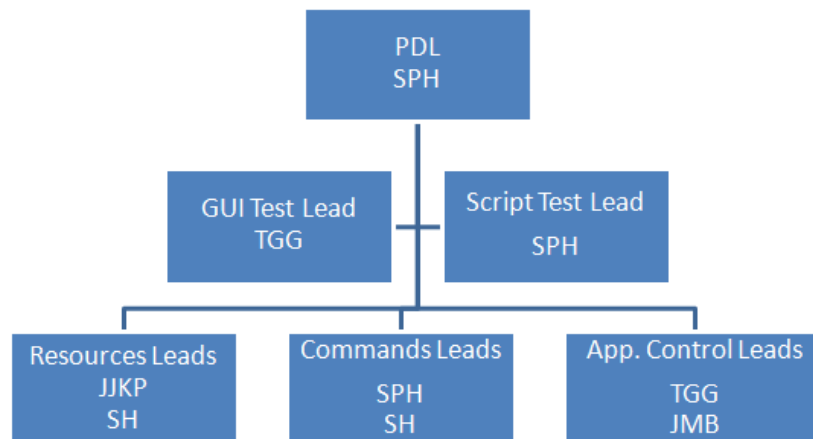 PDL
SPH
GUI Test Lead
TGG
Script Test Lead
SPH
Resources Leads
JJKP
SH
Commands Leads
SPH
SH
App. Control Leads
TGG
JMB